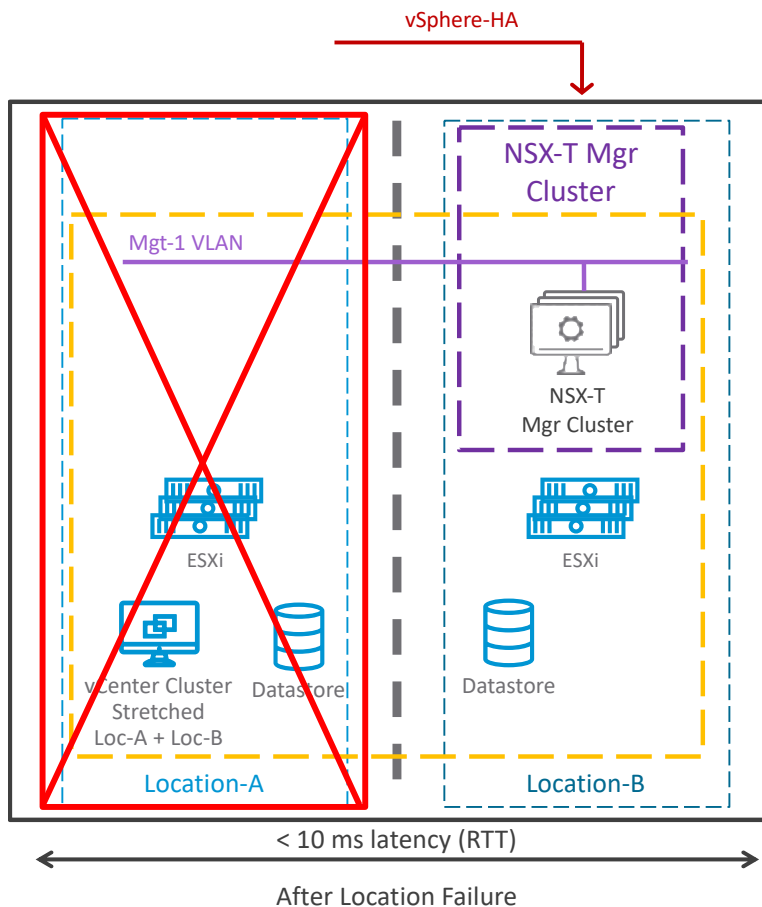 vSphere-HA
NSX-T Mgr
Cluster
Mgt-1 VLAN
NSX-T
Mgr Cluster
ESXi
ESXi
vCenter Cluster
Stretched
Loc-A + Loc-B
Datastore
Datastore
Location-A
Location-B
< 10 ms latency (RTT)
After Location Failure